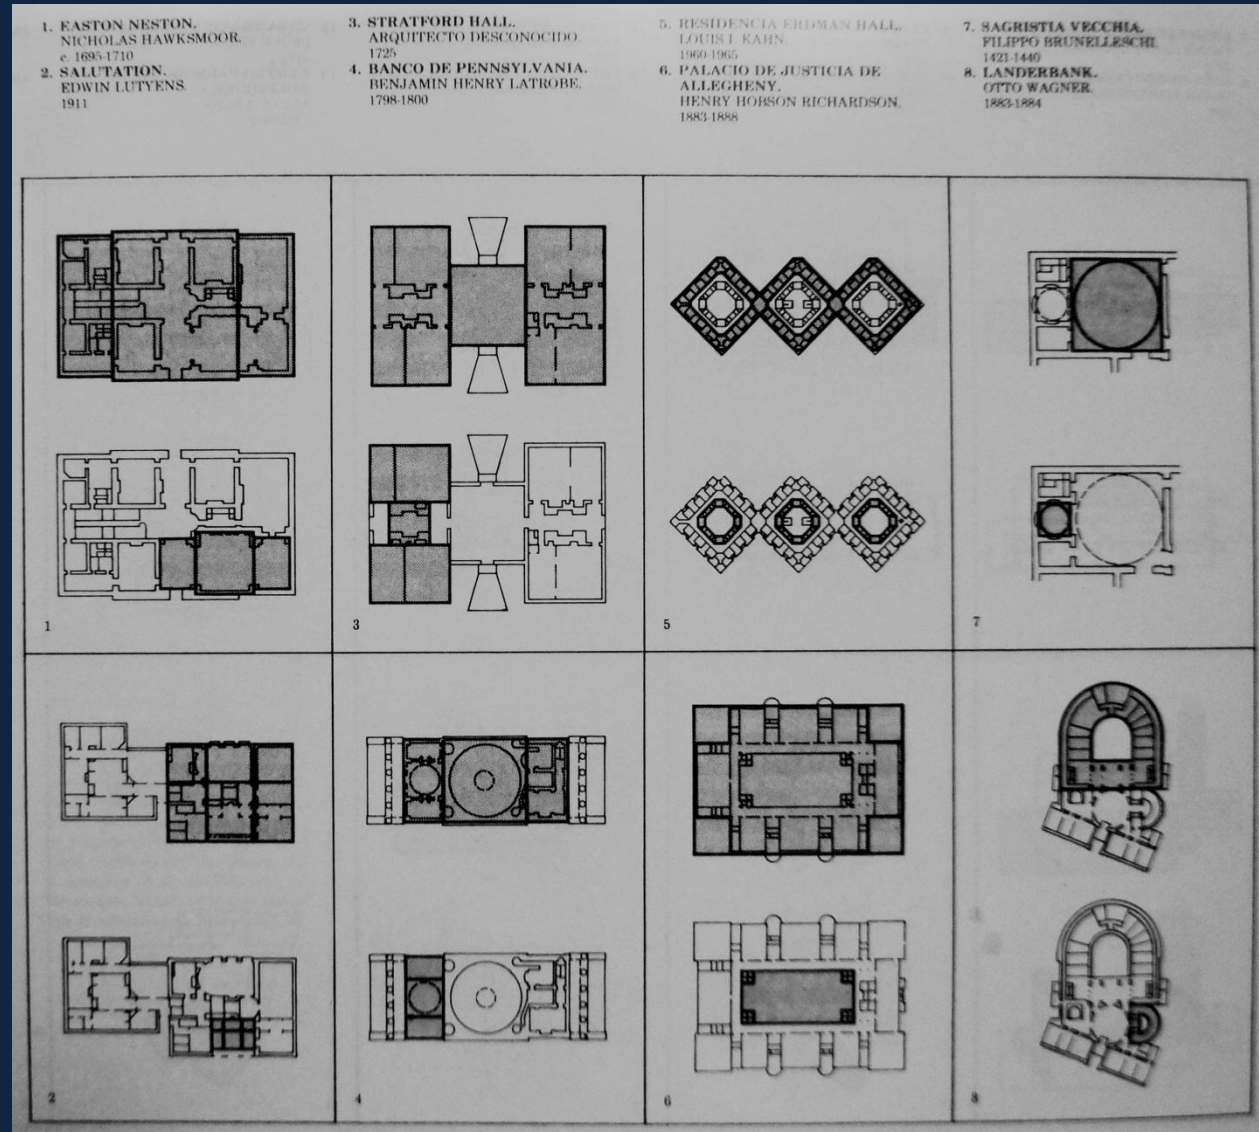 1. EASTON NESTON.
NICHOLAS HAWKSMOOR.
c. 1695-1710
2. SALUTATION.
EDWIN LUTYENS.
1911
3. STRATFORD HALL.
ARQUITECTO DESCONOCIDO.
1725
4. BANCO DE PENNSYLVANIA.
BENJAMIN HENRY LATROBE.
1798-1800
5. RESIDENCIA ERDMAN HALL.
LOUIS I. KAHN.
1960-1965
6. PALACIO DE JUSTICIA DE
ALLEGHENY.
HENRY HOBSON RICHARDSON.
1883-1888
7. SAGRISTIA VECCHIA.
FILIPPO BRUNELLESCHI.
1421-1440
8. LANDERBANK.
OTTO WAGNER.
1883-1884
1
3
5
7
2
4
6
8